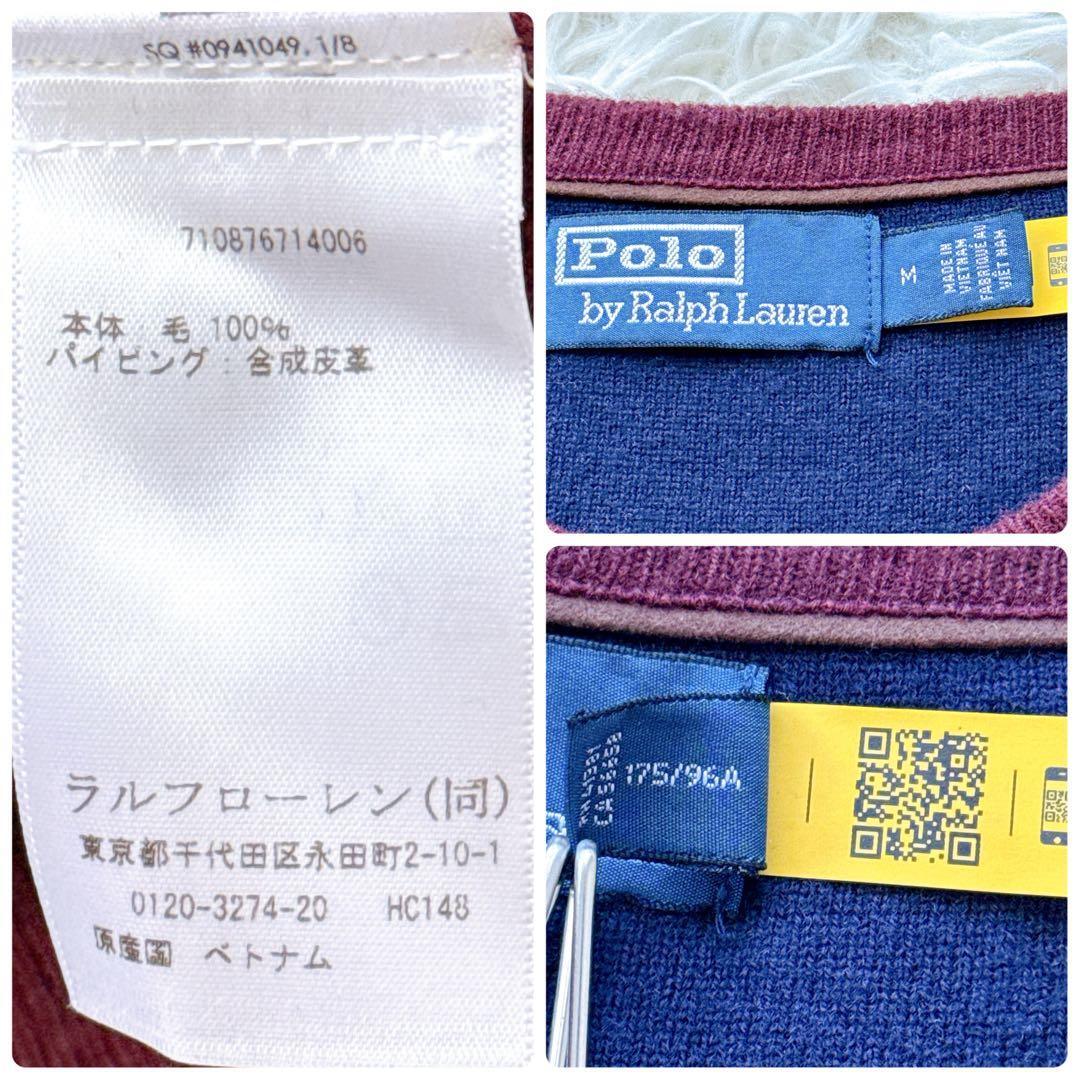 SQ #0941049. 1/8
710876714006
本体 毛 100%
パイピング : 合成皮革
ラルフローレン(同)
東京都千代田区永田町2-10-1
0120-3274-20 HC148
原産国 ベトナム
Polo
by Ralph Lauren
M
MADE IN
VIETNAM
FABRIQUÉ AU
VIET NAM
175/96A